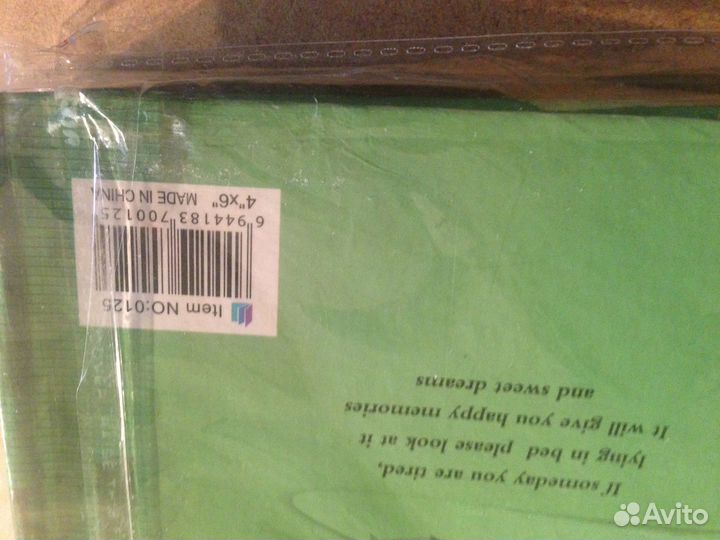 If someday you are tired,
lying in bed please look at it
It will give you happy memories
and sweet dreams
Item NO:0125
6 944183 700125
4"x6" MADE IN CHINA
Avito